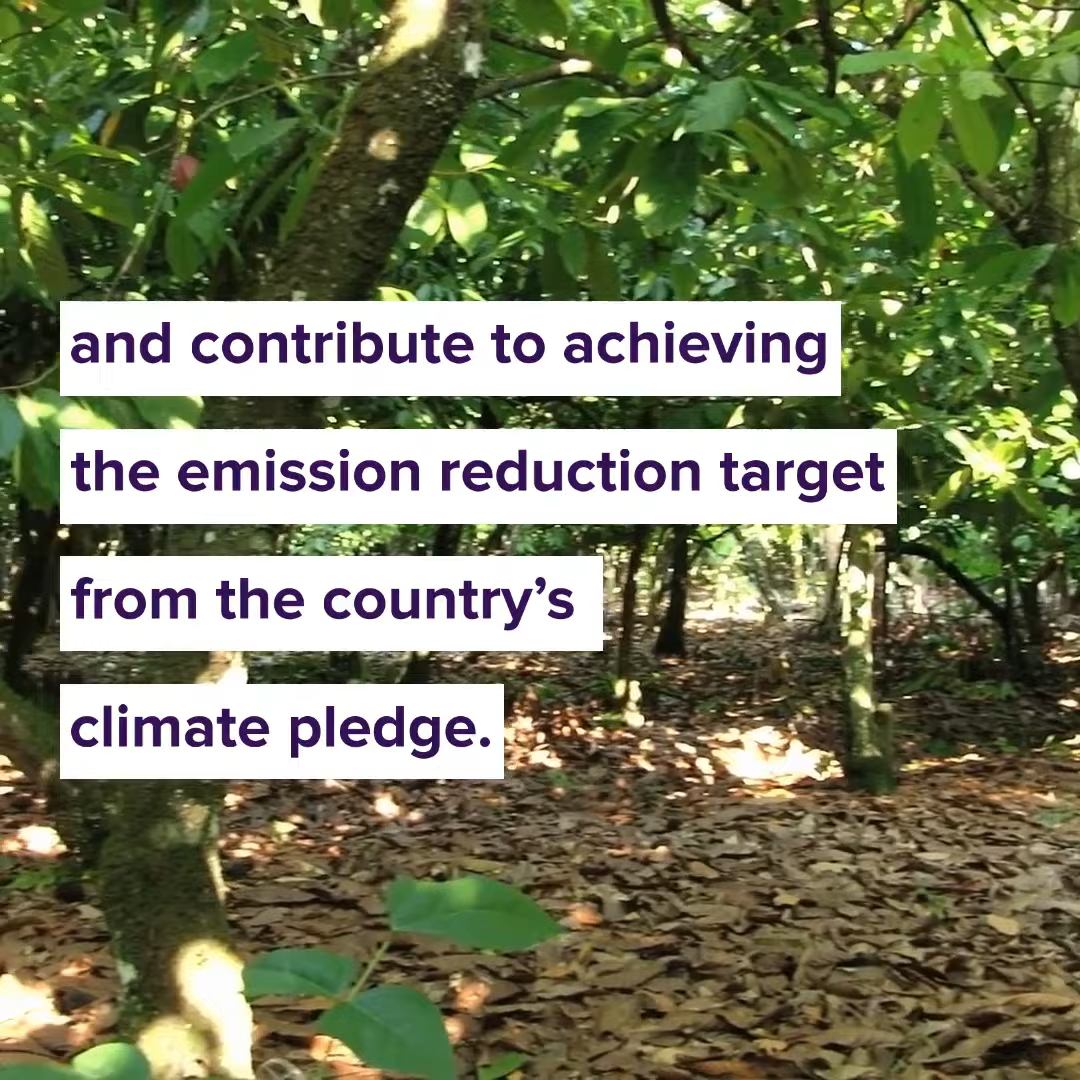 and contribute to achieving
the emission reduction target
from the country’s
climate pledge.